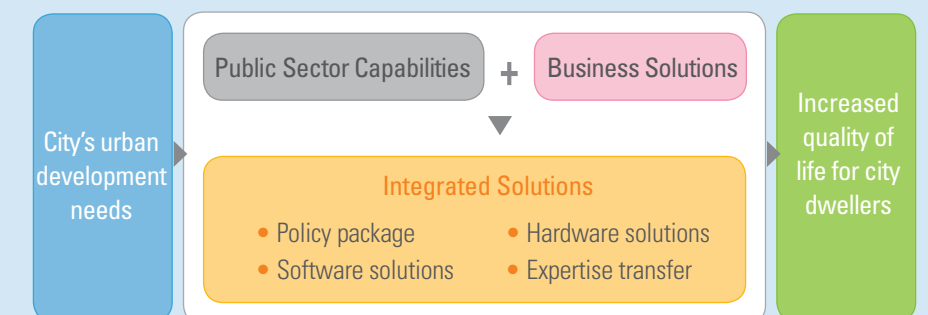 City's urban
development
needs
Public Sector Capabilities + Business Solutions
Integrated Solutions
• Policy package
• Software solutions
• Hardware solutions
• Expertise transfer
Increased
quality of
life for city
dwellers